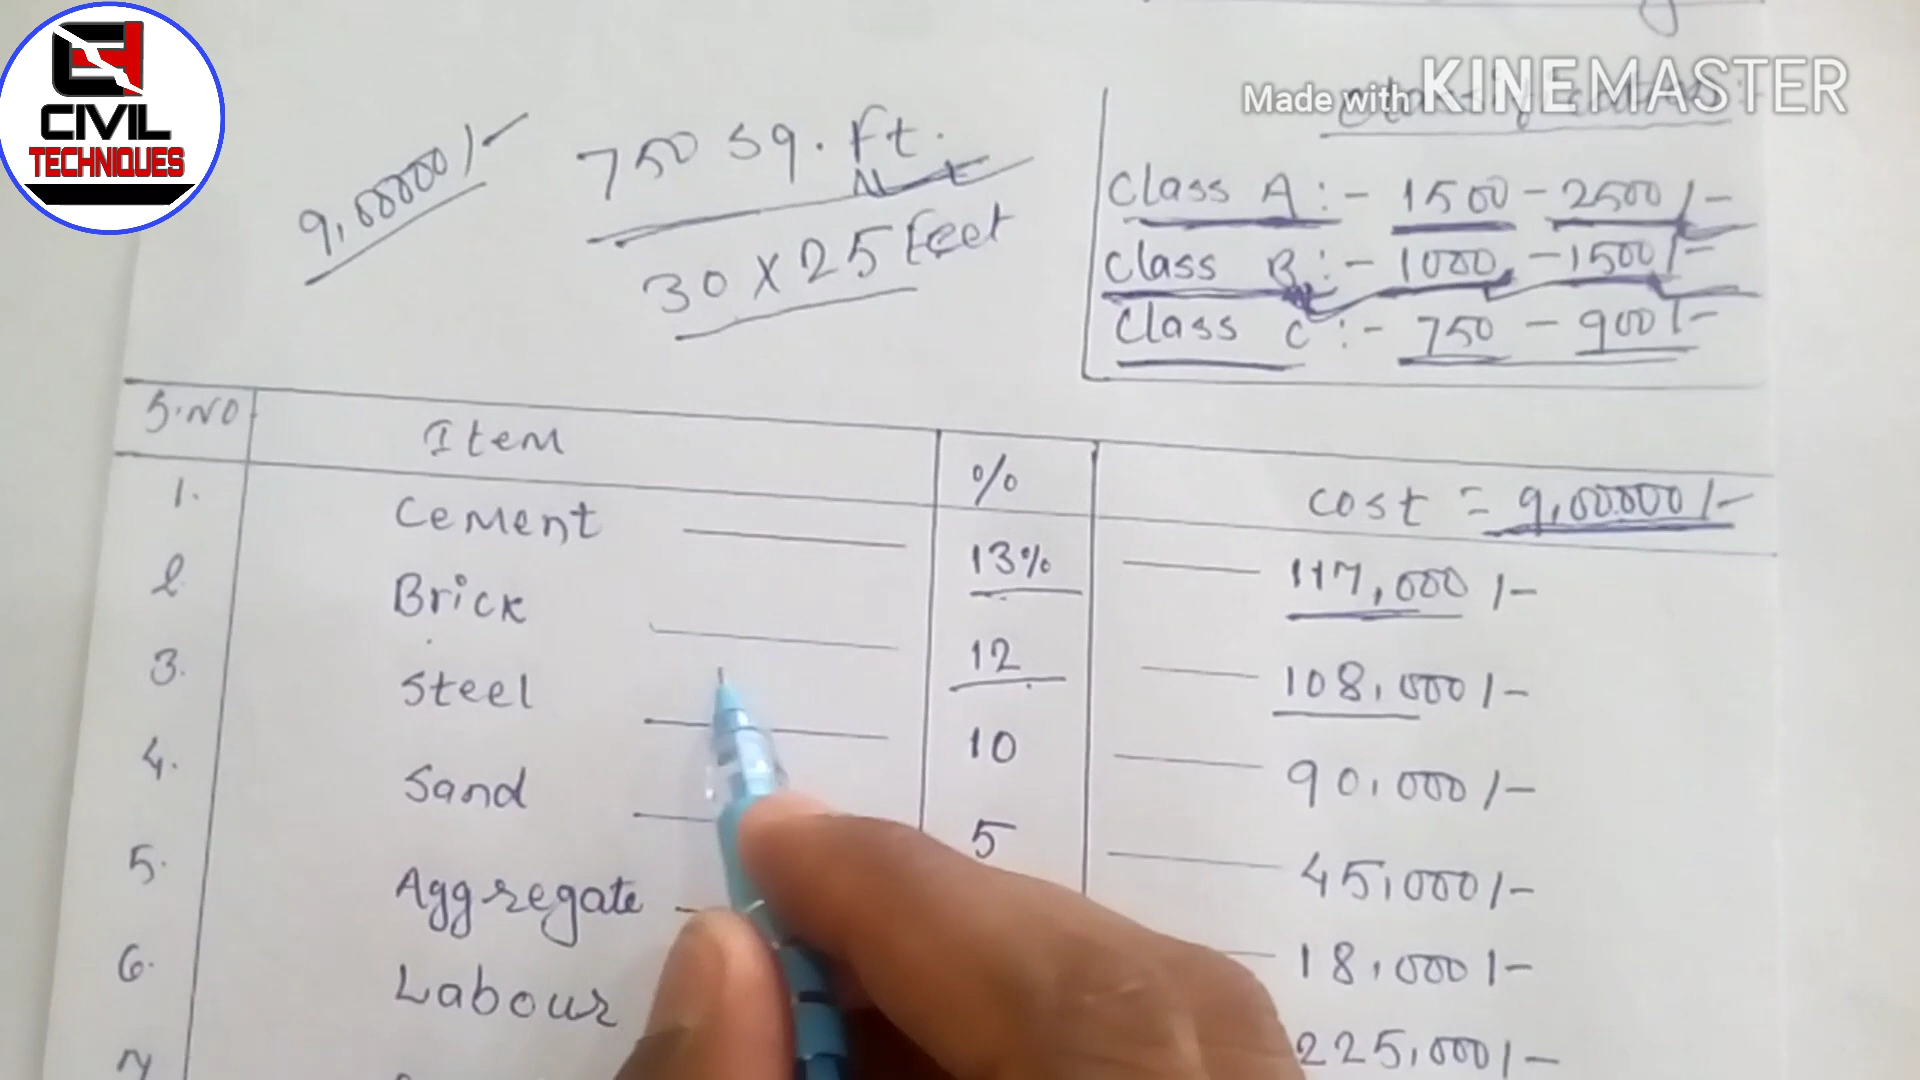 CIVIL
TECHNIQUES
Made with KINEMASTER
9,00000/-
750 sq. ft.
30 x 25 Feet
Class A :- 1500 - 2500/-
Class B :- 1000 - 1500/-
Class C :- 750 - 900/-
S.NO Item % Cost = 9,00000/-
1. Cement 13% 117,000/-
2 Brick 12 108,000/-
3. Steel 10 90,000/-
4. Sand 5 45,000/-
5. Aggregate 18,000/-
6. Labour 225,000/-
7